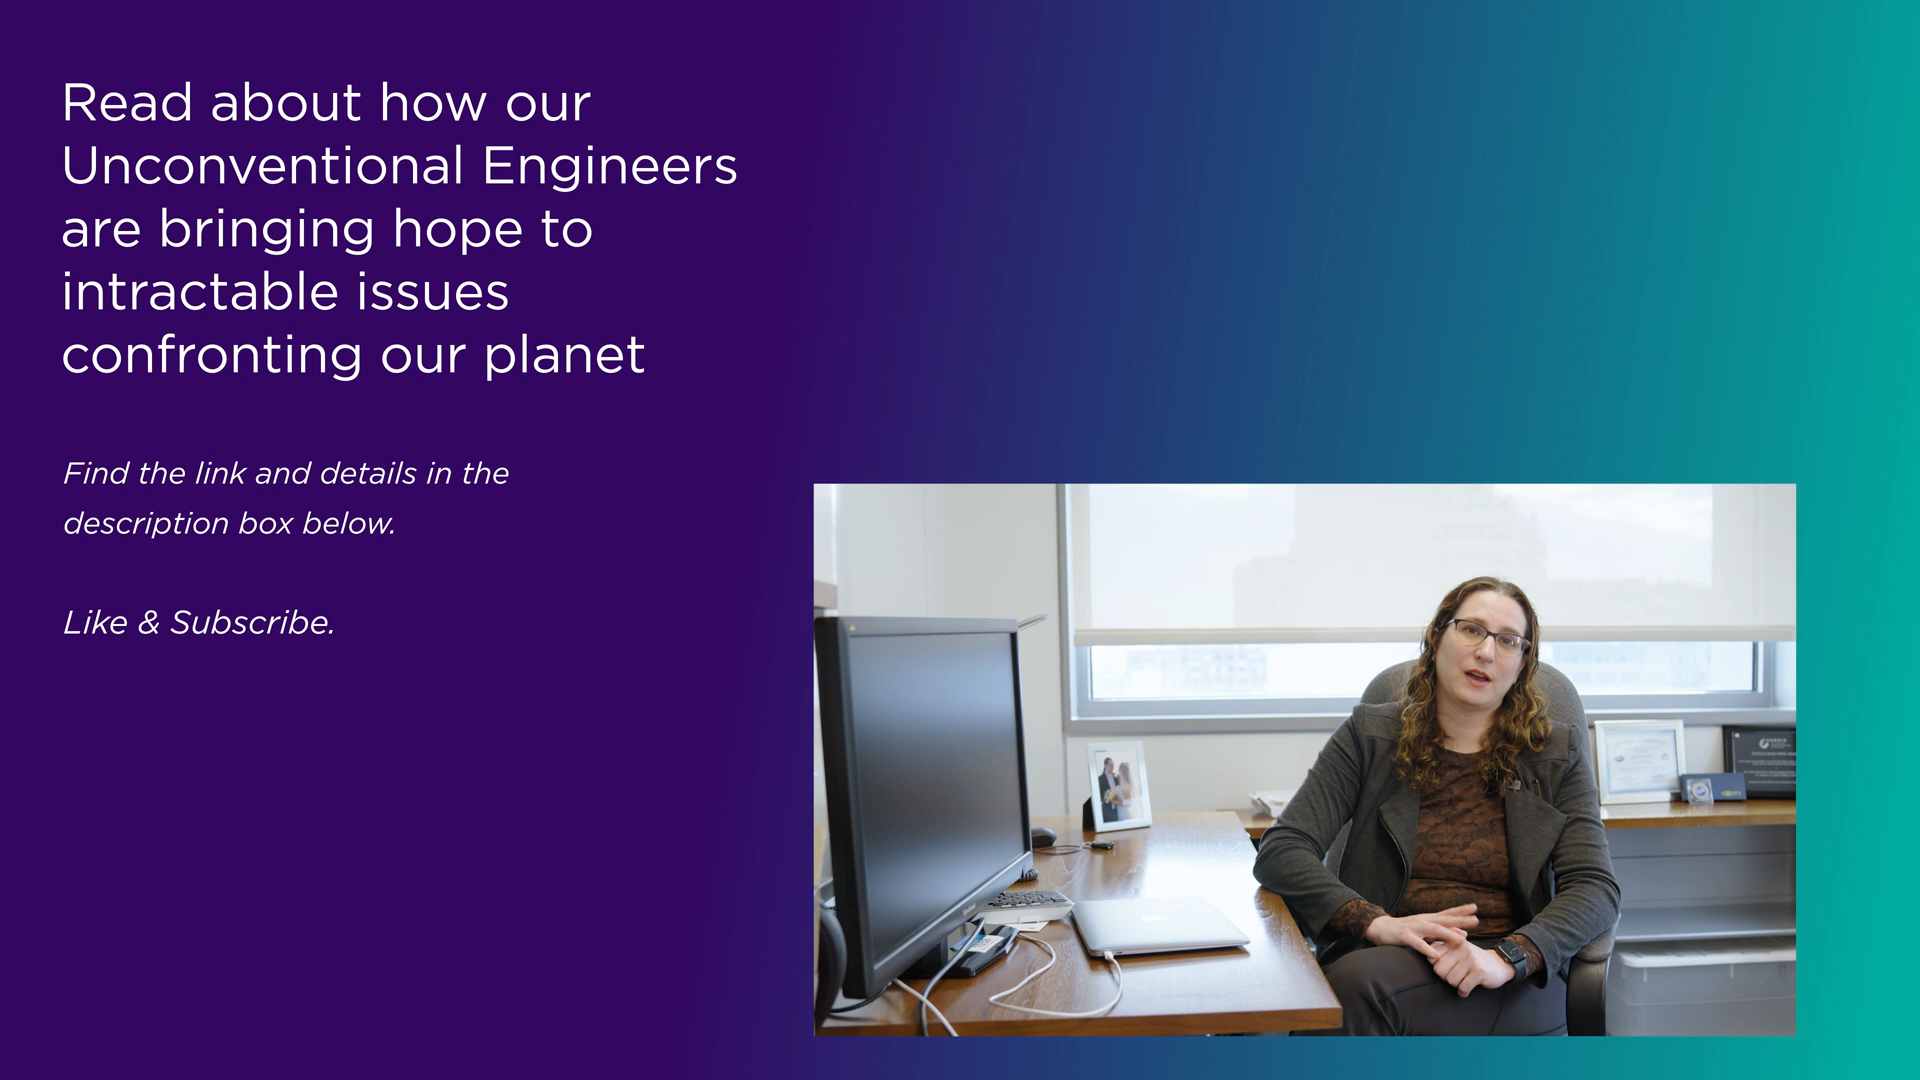 Read about how our
Unconventional Engineers
are bringing hope to
intractable issues
confronting our planet
Find the link and details in the
description box below.
Like & Subscribe.